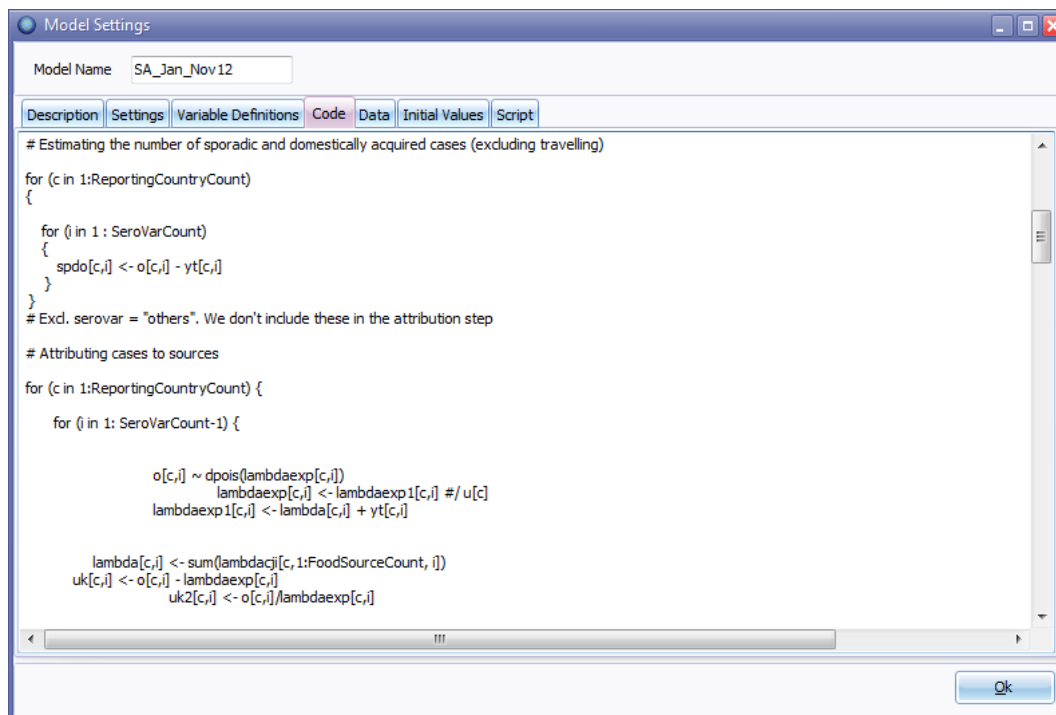 Model Settings
Model Name SA_Jan_Nov12
Description Settings Variable Definitions Code Data Initial Values Script
# Estimating the number of sporadic and domestically acquired cases (excluding travelling)
for (c in 1:ReportingCountryCount)
{
for (i in 1 : SeroVarCount)
{
spdo[c,i] <- o[c,i] - yt[c,i]
}
}
# Excl. serovar = "others". We don't include these in the attribution step
# Attributing cases to sources
for (c in 1:ReportingCountryCount) {
for (i in 1: SeroVarCount-1) {
o[c,i] ~ dpois(lambdaexp[c,i])
lambdaexp[c,i] <- lambdaexp1[c,i] #/ u[c]
lambdaexp1[c,i] <- lambda[c,i] + yt[c,i]
lambda[c,i] <- sum(lambdacji[c,1:FoodSourceCount, i])
uk[c,i] <- o[c,i] - lambdaexp[c,i]
uk2[c,i] <- o[c,i]/lambdaexp[c,i]
Ok